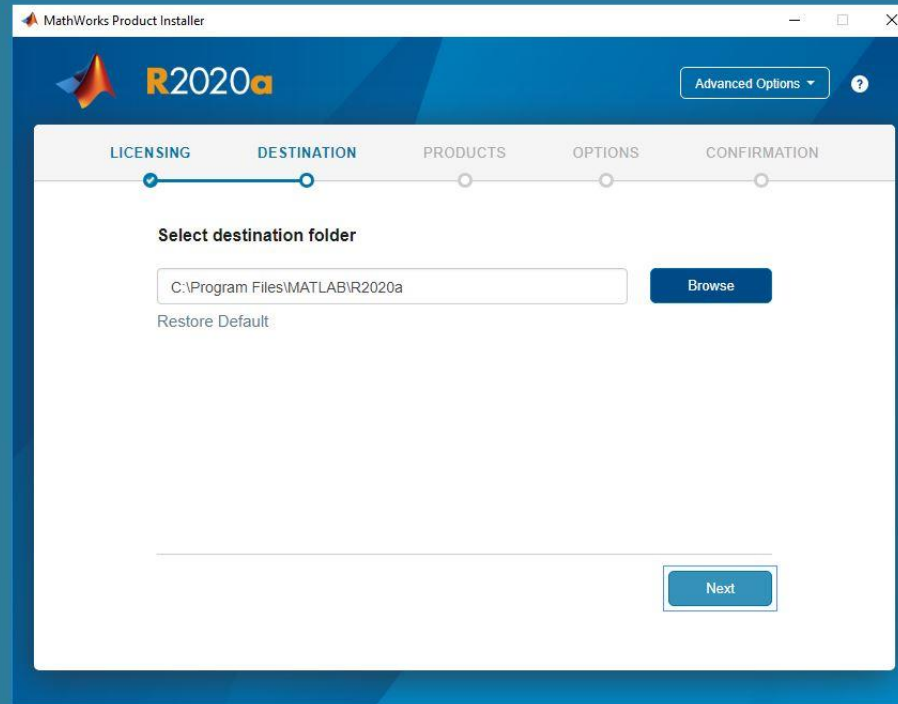 MathWorks Product Installer
R2020a
Advanced Options
?
LICENSING DESTINATION PRODUCTS OPTIONS CONFIRMATION
Select destination folder
C:\Program Files\MATLAB\R2020a
Browse
Restore Default
Next